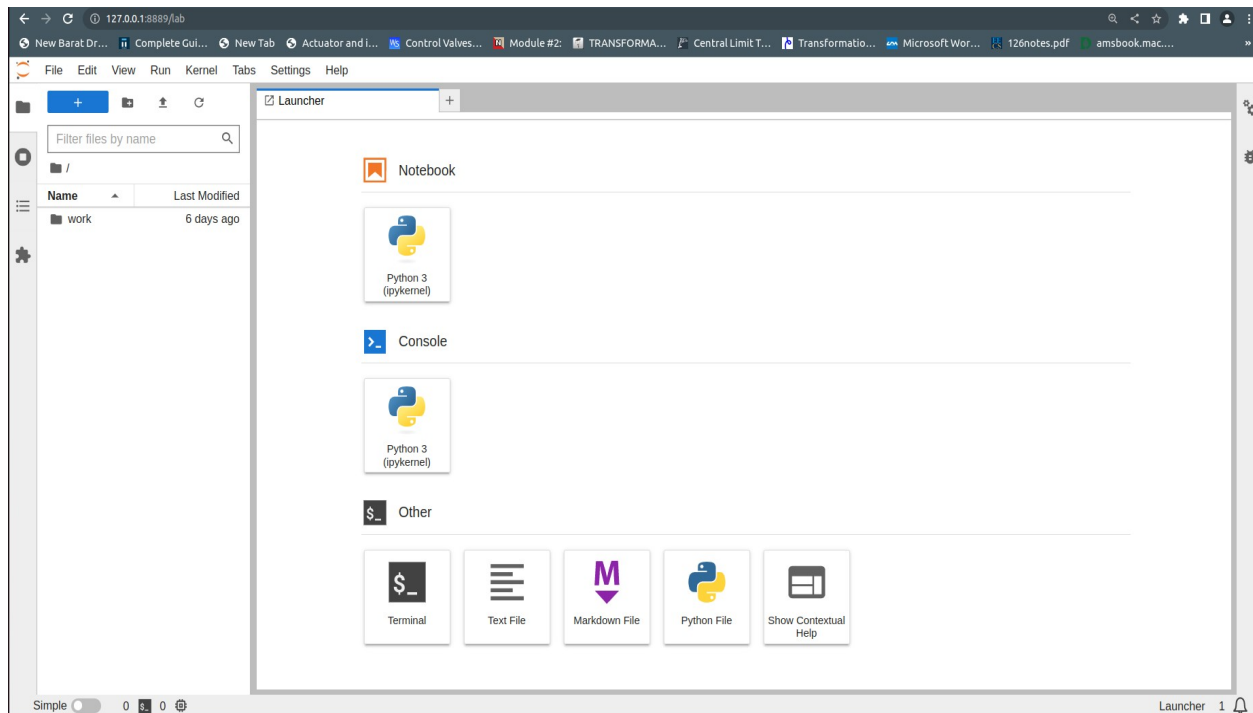 127.0.0.1:8889/lab
New Barat Dr... Complete Gui... New Tab Actuator and i... Control Valves... Module #2: TRANSFORMA... Central Limit T... Transformatio... Microsoft Wor... 126notes.pdf amsbook.mac.... »
File Edit View Run Kernel Tabs Settings Help
+
Launcher +
Filter files by name
/
Name Last Modified
work 6 days ago
Notebook
Python 3
(ipykernel)
>_ Console
Python 3
(ipykernel)
$_ Other
$_ M
Terminal Text File Markdown File Python File Show Contextual
Help
Simple 0 $_ 0 Launcher 1